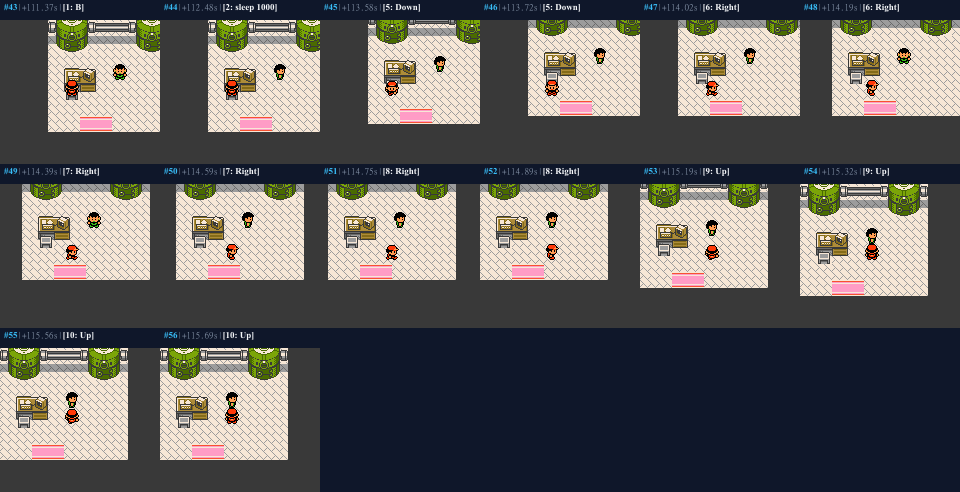 #43|+111.37s|[1: B]
#44|+112.48s|[2: sleep 1000]
#45|+113.58s|[5: Down]
#46|+113.72s|[5: Down]
#47|+114.02s|[6: Right]
#48|+114.19s|[6: Right]
#49|+114.39s|[7: Right]
#50|+114.59s|[7: Right]
#51|+114.75s|[8: Right]
#52|+114.89s|[8: Right]
#53|+115.19s|[9: Up]
#54|+115.32s|[9: Up]
#55|+115.56s|[10: Up]
#56|+115.69s|[10: Up]